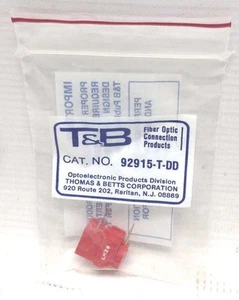 T&B
Fiber Optic
Connection
Products
CAT. NO. 92915-T-DD
Optoelectronic Products Division
THOMAS & BETTS CORPORATION
920 Route 202, Raritan, N.J. 08869